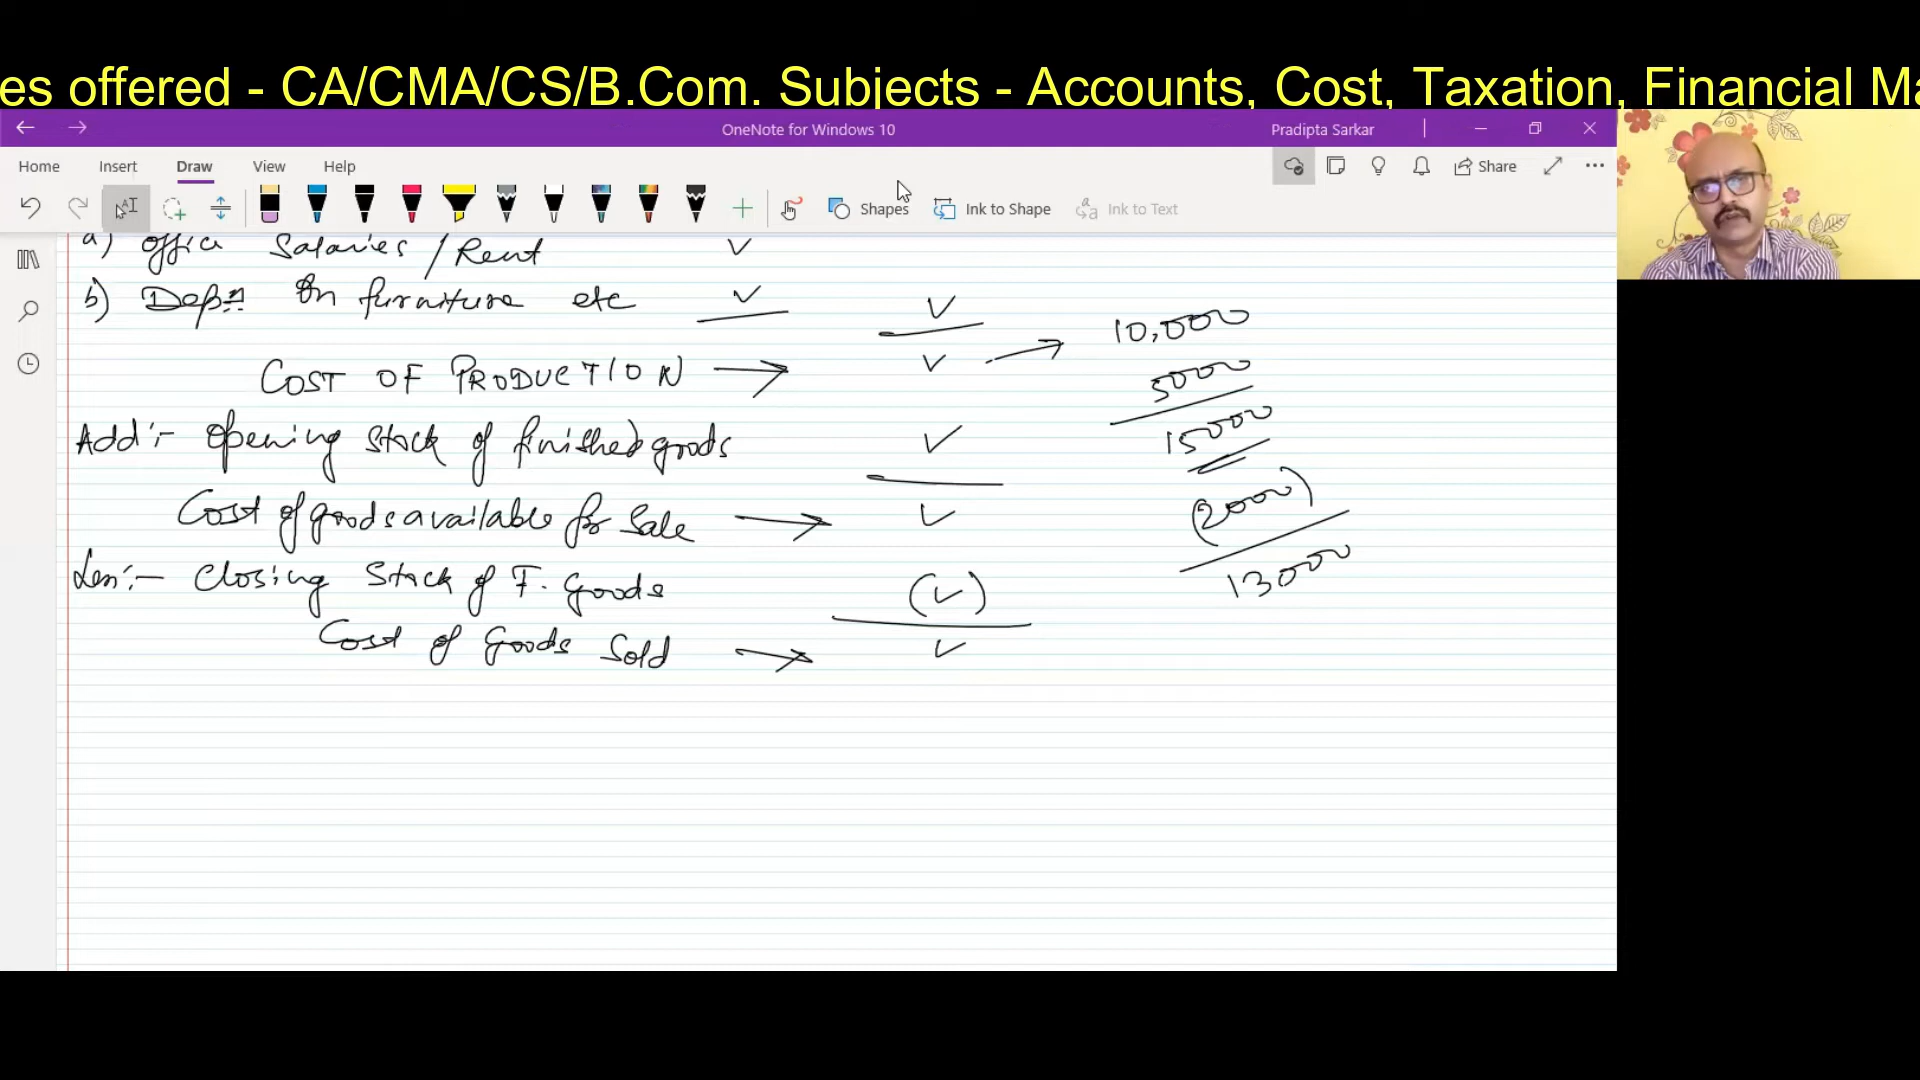 es offered - CA/CMA/CS/B.Com. Subjects - Accounts, Cost, Taxation, Financial Ma
OneNote for Windows 10
Pradipta Sarkar
Home Insert Draw View Help
Share
Shapes Ink to Shape Ink to Text
a) office Salaries / Rent
b) Depn On furniture etc
COST OF PRODUCTION
10,000
5000
15000
(2000)
13000
Add:- Opening Stock of finished goods
Cost of goods available for Sale
Less:- Closing Stock of F. Goods
Cost of Goods Sold